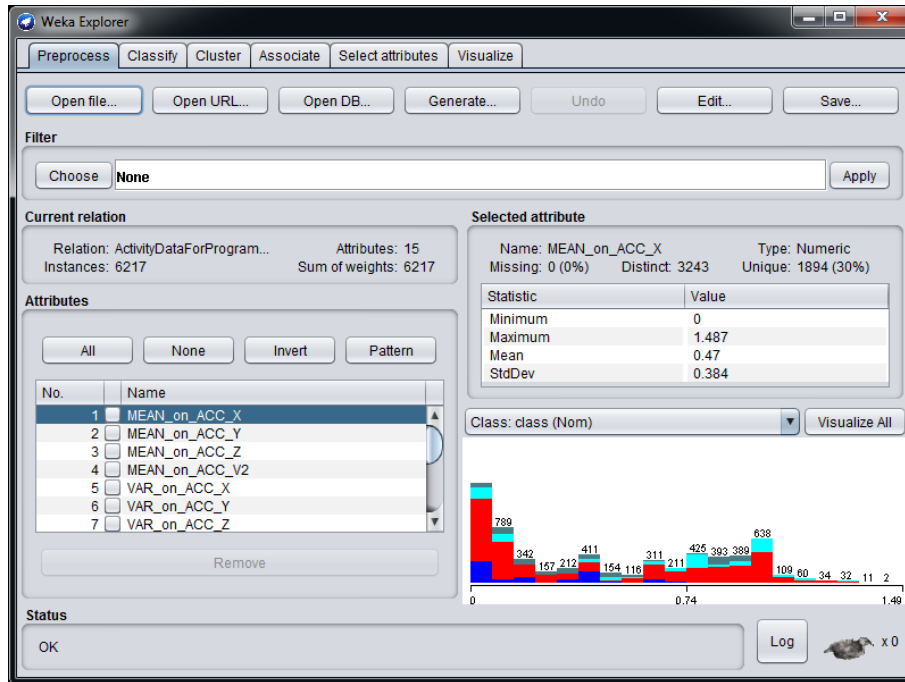 Weka Explorer
Preprocess Classify Cluster Associate Select attributes Visualize
Open file... Open URL... Open DB... Generate... Undo Edit... Save...
Filter
Choose None Apply
Current relation
Relation: ActivityDataForProgram... Attributes: 15
Instances: 6217 Sum of weights: 6217
Selected attribute
Name: MEAN_on_ACC_X Type: Numeric
Missing: 0 (0%) Distinct: 3243 Unique: 1894 (30%)
Statistic Value
Minimum 0
Maximum 1.487
Mean 0.47
StdDev 0.384
Attributes
All None Invert Pattern
No. Name
1 MEAN_on_ACC_X
2 MEAN_on_ACC_Y
3 MEAN_on_ACC_Z
4 MEAN_on_ACC_V2
5 VAR_on_ACC_X
6 VAR_on_ACC_Y
7 VAR_on_ACC_Z
Remove
Class: class (Nom) Visualize All
789 342 157 212 411 154 116 311 211 425 393 389 638 109 60 34 32 11 2
0 0.74 1.49
Status
OK Log x 0